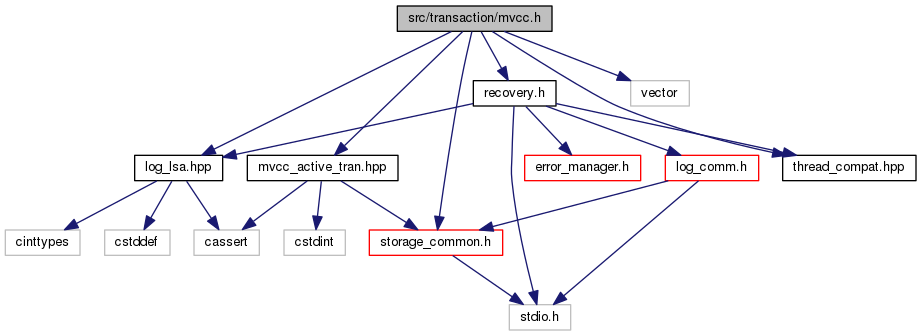 src/transaction/mvcc.h
recovery.h
vector
log_lsa.hpp
mvcc_active_tran.hpp
error_manager.h
log_comm.h
thread_compat.hpp
cinttypes
cstddef
cassert
cstdint
storage_common.h
stdio.h